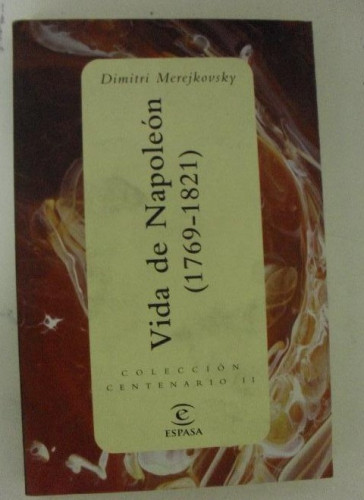 Dimitri Merejkovsky
Vida de Napoleón
(1769-1821)
COLECCIÓN
CENTENARIO/II
e
ESPASA